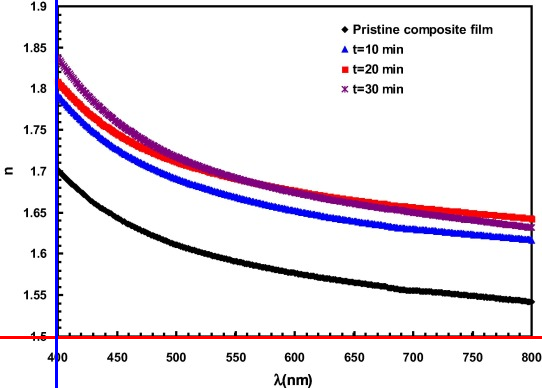 1.9
1.85
1.8
1.75
1.7
1.65
1.6
1.55
1.5
n
Pristine composite film
t=10 min
t=20 min
t=30 min
400 450 500 550 600 650 700 750 800
λ(nm)